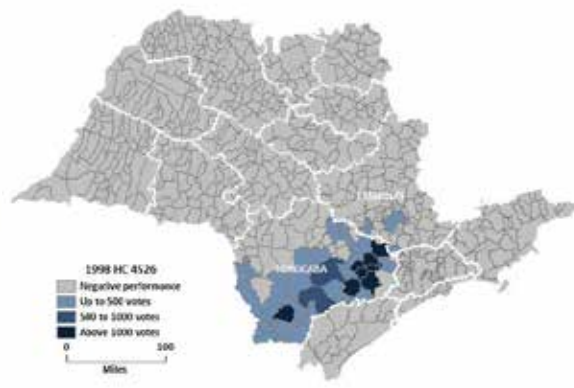 SOROCABA
1998 HC 4526
Negative performance
Up to 500 votes
500 to 1000 votes
Above 1000 votes
0 100
Miles